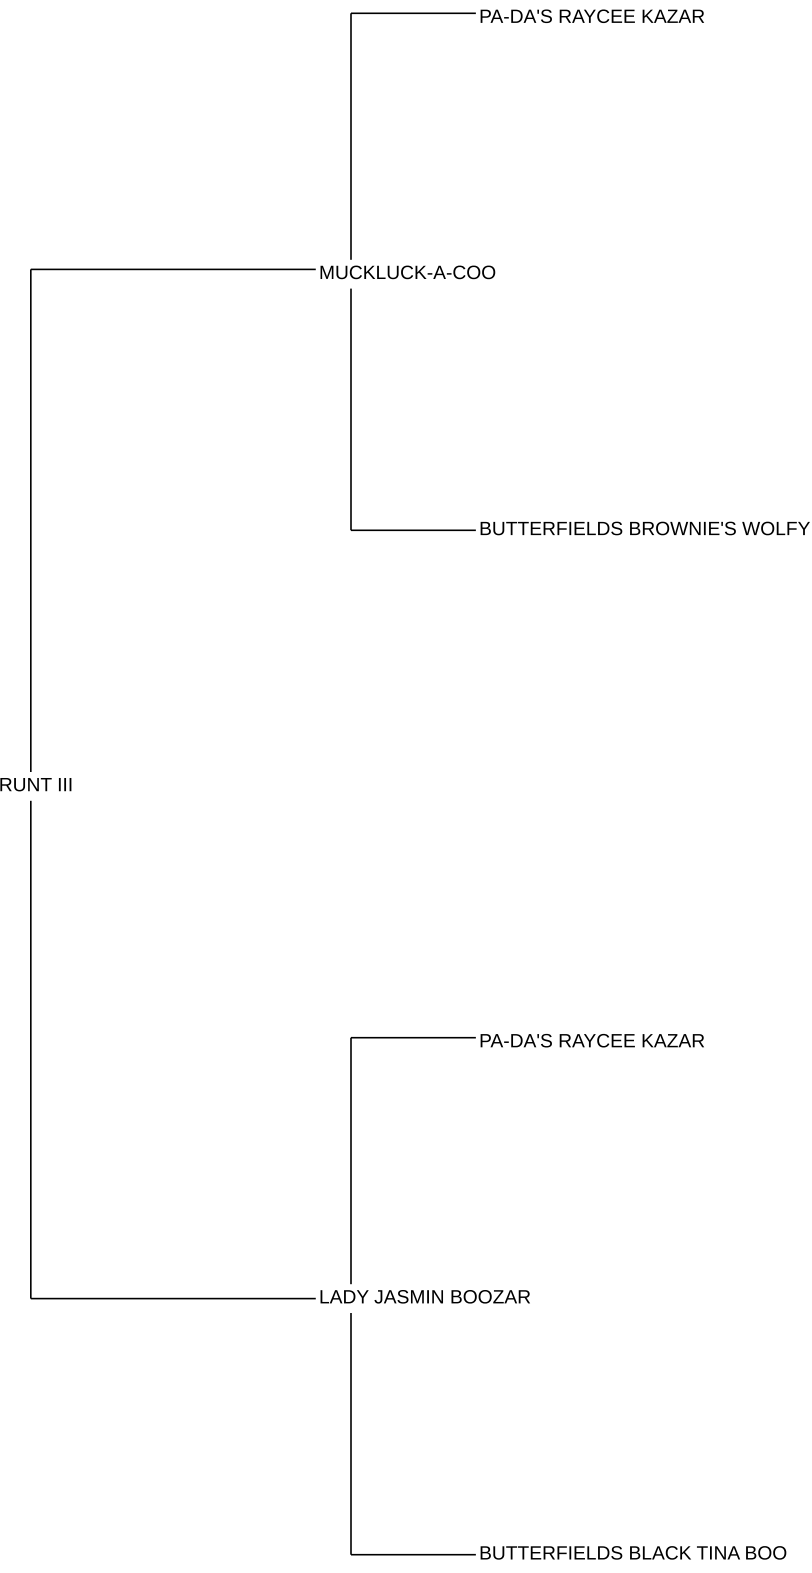 PA-DA'S RAYCEE KAZAR
MUCKLUCK-A-COO
BUTTERFIELDS BROWNIE'S WOLFY
RUNT III
PA-DA'S RAYCEE KAZAR
LADY JASMIN BOOZAR
BUTTERFIELDS BLACK TINA BOO